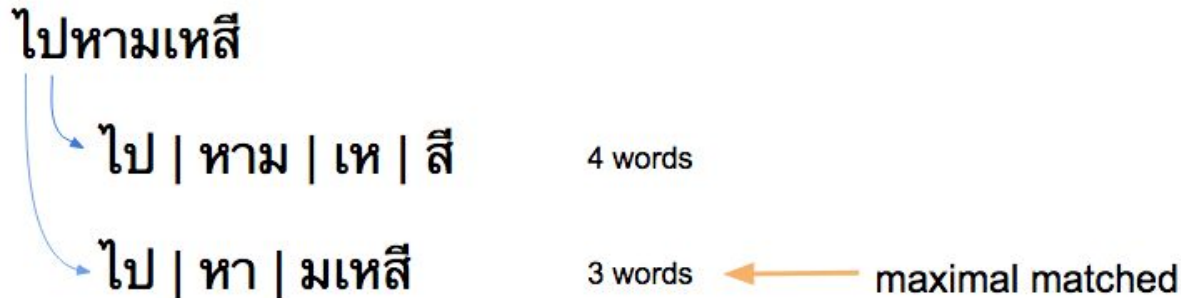 ไปหามเหสี
ไป | หาม | เห | สี 4 words
ไป | หา | มเหสี 3 words maximal matched